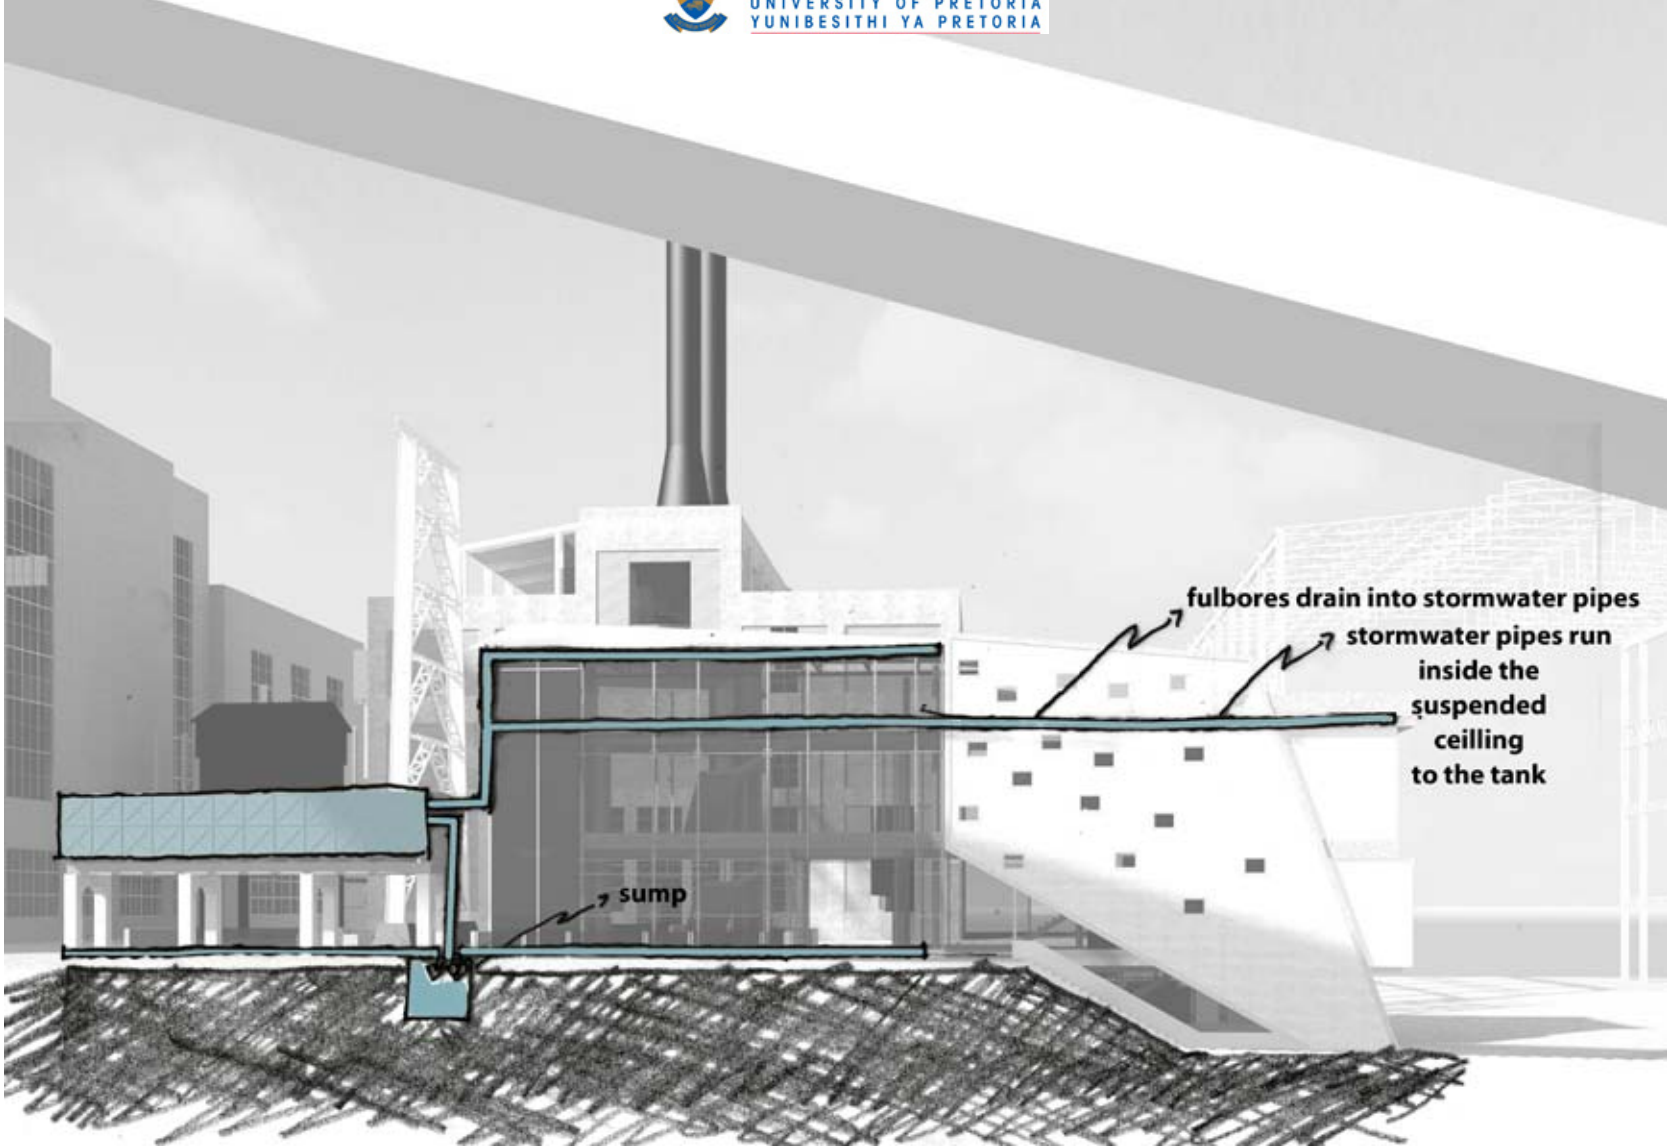 UNIVERSITY OF PRETORIA
YUNIBESITHI YA PRETORIA
fulbores drain into stormwater pipes
stormwater pipes run
inside the
suspended
ceilling
to the tank
sump